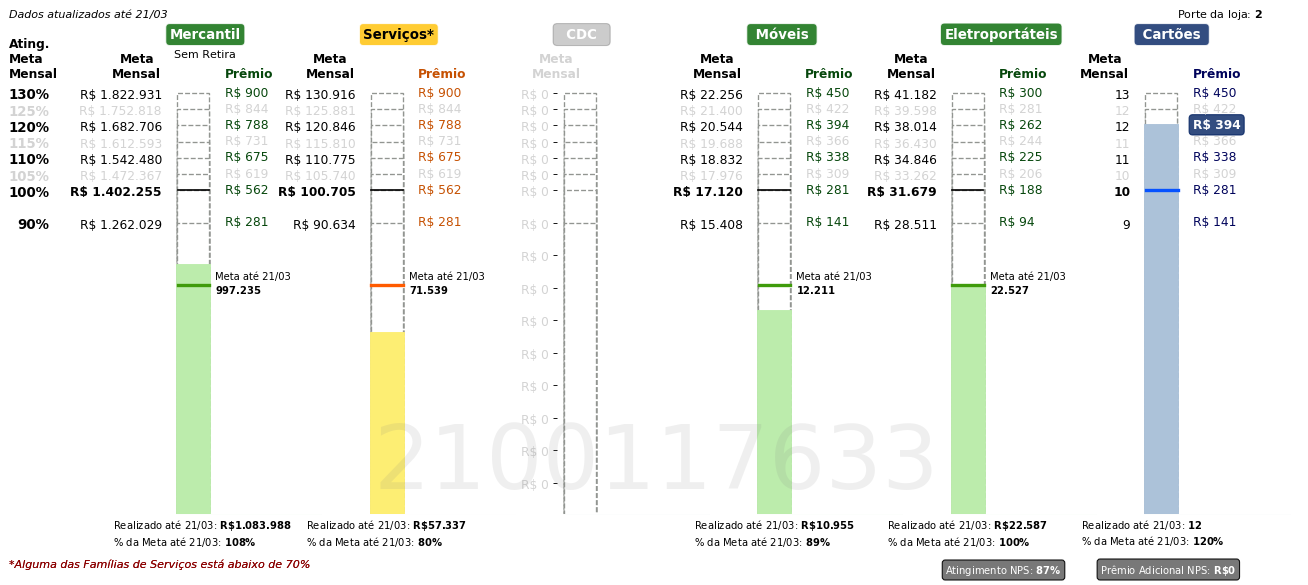 Dados atualizados até 21/03
Porte da loja: 2
Mercantil Serviços* CDC Móveis Eletroportáteis Cartões
Sem Retira
Ating. Meta Mensal
Meta Mensal Prêmio Meta Mensal Prêmio Meta Mensal Meta Mensal Prêmio Meta Mensal Prêmio Meta Mensal Prêmio
130% R$ 1.822.931 R$ 900 R$ 130.916 R$ 900 R$ 0 R$ 22.256 R$ 450 R$ 41.182 R$ 300 13 R$ 450
125% R$ 1.752.818 R$ 844 R$ 125.881 R$ 844 R$ 0 R$ 21.400 R$ 422 R$ 39.598 R$ 281 12 R$ 422
120% R$ 1.682.706 R$ 788 R$ 120.846 R$ 788 R$ 0 R$ 20.544 R$ 394 R$ 38.014 R$ 262 12 R$ 394
115% R$ 1.612.593 R$ 731 R$ 115.810 R$ 731 R$ 0 R$ 19.688 R$ 366 R$ 36.430 R$ 244 11 R$ 366
110% R$ 1.542.480 R$ 675 R$ 110.775 R$ 675 R$ 0 R$ 18.832 R$ 338 R$ 34.846 R$ 225 11 R$ 338
105% R$ 1.472.367 R$ 619 R$ 105.740 R$ 619 R$ 0 R$ 17.976 R$ 309 R$ 33.262 R$ 206 10 R$ 309
100% R$ 1.402.255 R$ 562 R$ 100.705 R$ 562 R$ 0 R$ 17.120 R$ 281 R$ 31.679 R$ 188 10 R$ 281
90% R$ 1.262.029 R$ 281 R$ 90.634 R$ 281 R$ 0 R$ 15.408 R$ 141 R$ 28.511 R$ 94 9 R$ 141
R$ 0
Meta até 21/03 Meta até 21/03 Meta até 21/03 Meta até 21/03
997.235 71.539 R$ 0 12.211 22.527
R$ 0
R$ 0
R$ 0
R$ 0
R$ 0
R$ 0
2100117633
Realizado até 21/03: R$1.083.988 Realizado até 21/03: R$57.337 Realizado até 21/03: R$10.955 Realizado até 21/03: R$22.587 Realizado até 21/03: 12
% da Meta até 21/03: 108% % da Meta até 21/03: 80% % da Meta até 21/03: 89% % da Meta até 21/03: 100% % da Meta até 21/03: 120%
*Alguma das Famílias de Serviços está abaixo de 70%
Atingimento NPS: 87% Prêmio Adicional NPS: R$0